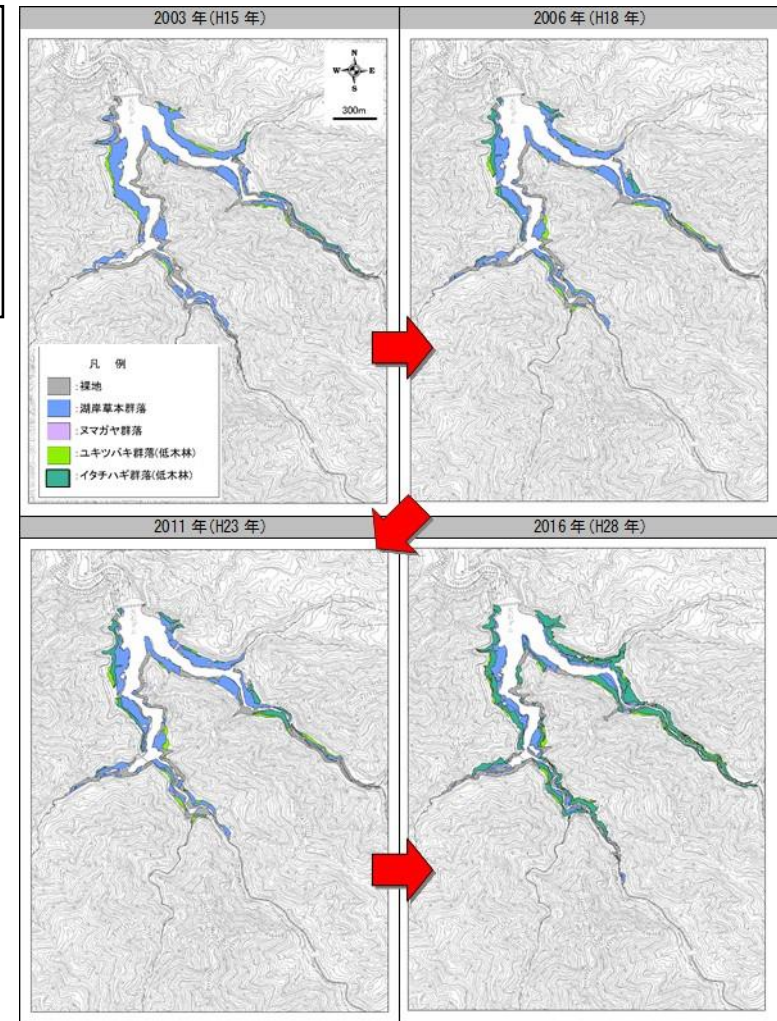 2003 年(H15 年)
2006 年(H18 年)
N
W E
S
300m
凡 例
:裸地
:湖岸草本群落
:ヌマガヤ群落
:ユキツバキ群落(低木林)
:イタチハギ群落(低木林)
2011 年(H23 年)
2016 年(H28 年)